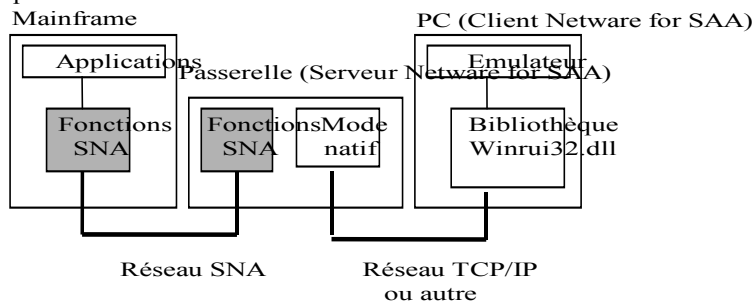 Mainframe
PC (Client Netware for SAA)
Applications
Passerelle (Serveur Netware for SAA)
Emulateur
Fonctions
SNA
Fonctions
SNA
Mode
natif
Bibliothèque
Winrui32.dll
Réseau SNA
Réseau TCP/IP
ou autre